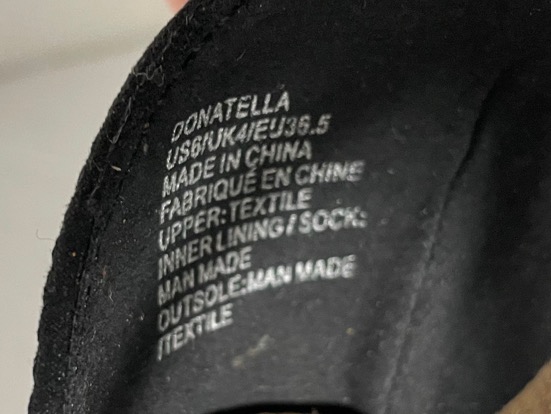 DONATELLA
US6/UK4/EU36.5
MADE IN CHINA
FABRIQUÉ EN CHINE
UPPER:TEXTILE
INNER LINING/SOCK:
MAN MADE
OUTSOLE:MAN MADE
/TEXTILE